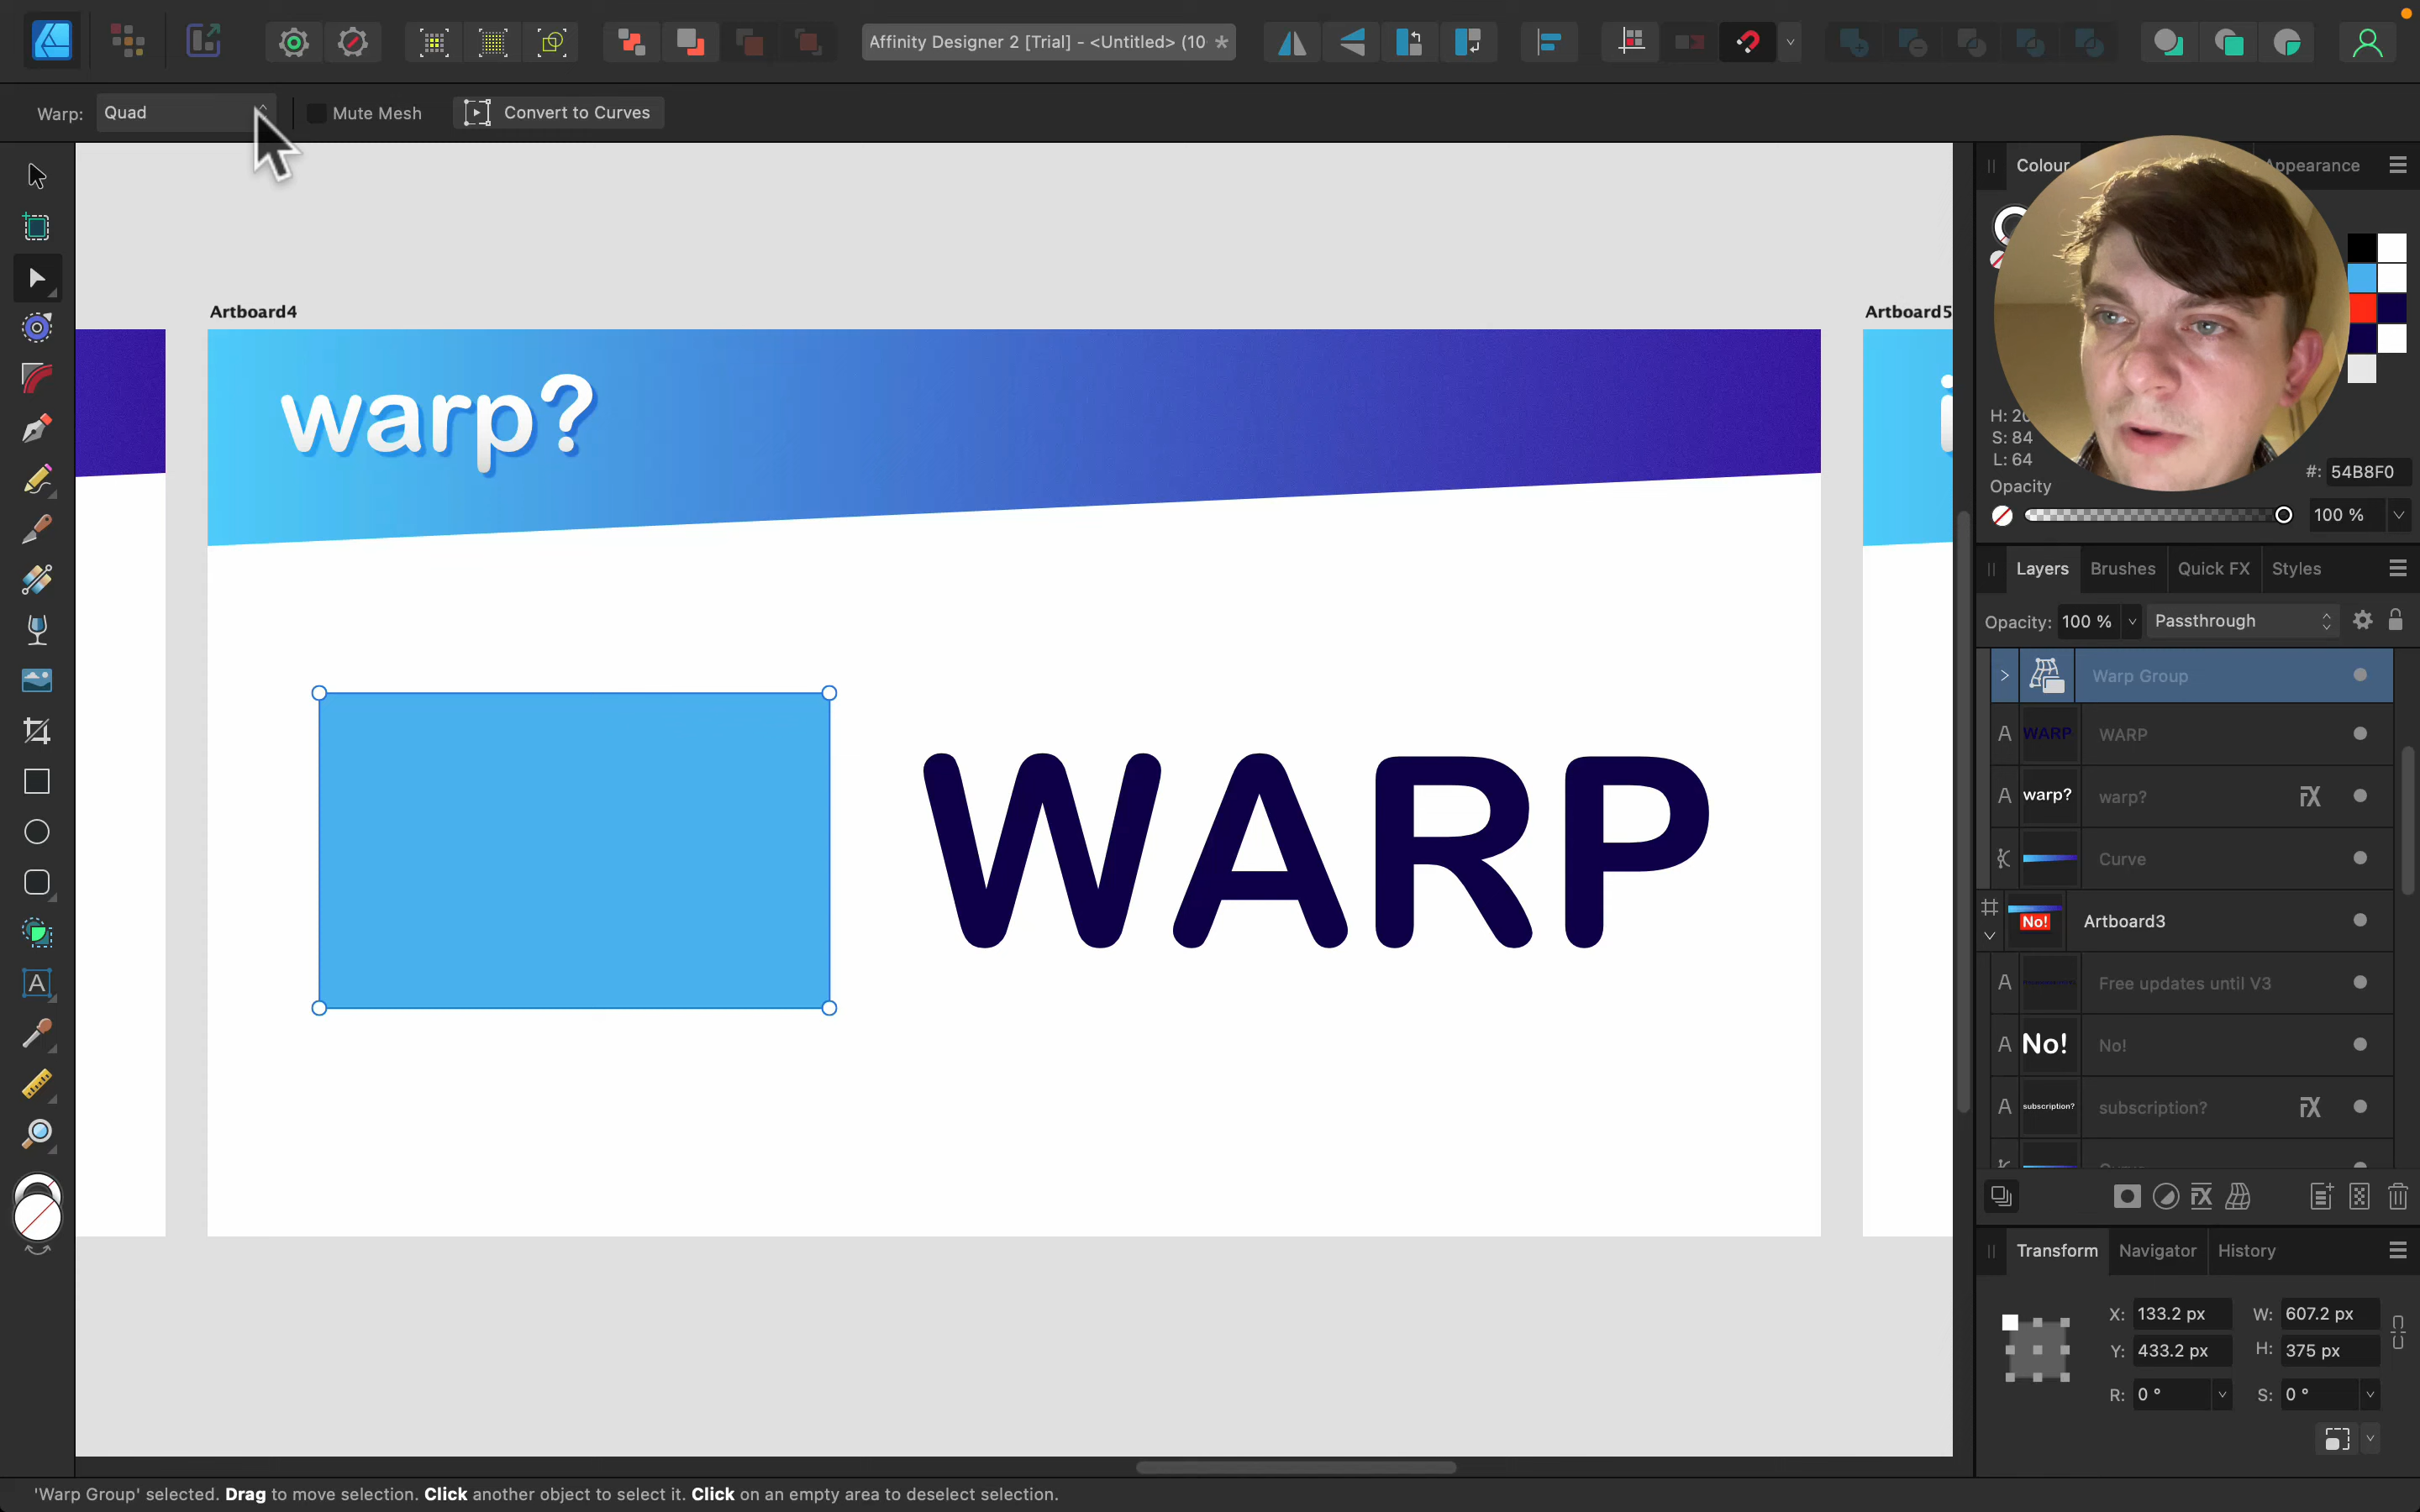 Affinity Designer 2 [Trial] - <Untitled> (10 *
Warp: Quad Mute Mesh Convert to Curves
Colour Appearance
Artboard4 Artboard5
warp?
i
WARP
H: 20
S: 84
L: 64
#: 54B8F0
Opacity
100 %
Layers Brushes Quick FX Styles
Opacity: 100 % Passthrough
Warp Group
A WARP WARP
A warp? warp? FX
Curve
No! Artboard3
A Free updates until V3
A No! No!
A subscription? subscription? FX
FX
Transform Navigator History
X: 133.2 px W: 607.2 px
Y: 433.2 px H: 375 px
R: 0 ° S: 0 °
A
'Warp Group' selected. Drag to move selection. Click another object to select it. Click on an empty area to deselect selection.